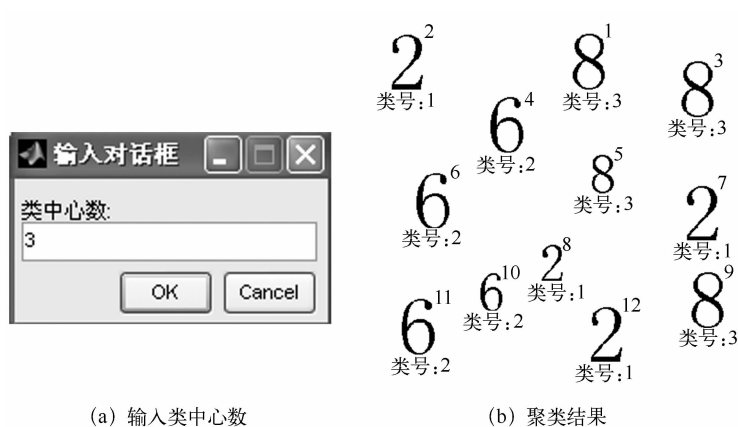 输入对话框
类中心数:
3
OK Cancel
(a) 输入类中心数
2 2
类号:1
8 1
类号:3
8 3
类号:3
6 4
类号:2
8 5
类号:3
6 6
类号:2
2 7
类号:1
2 8
类号:1
8 9
类号:3
6 10
类号:2
6 11
类号:2
2 12
类号:1
(b) 聚类结果